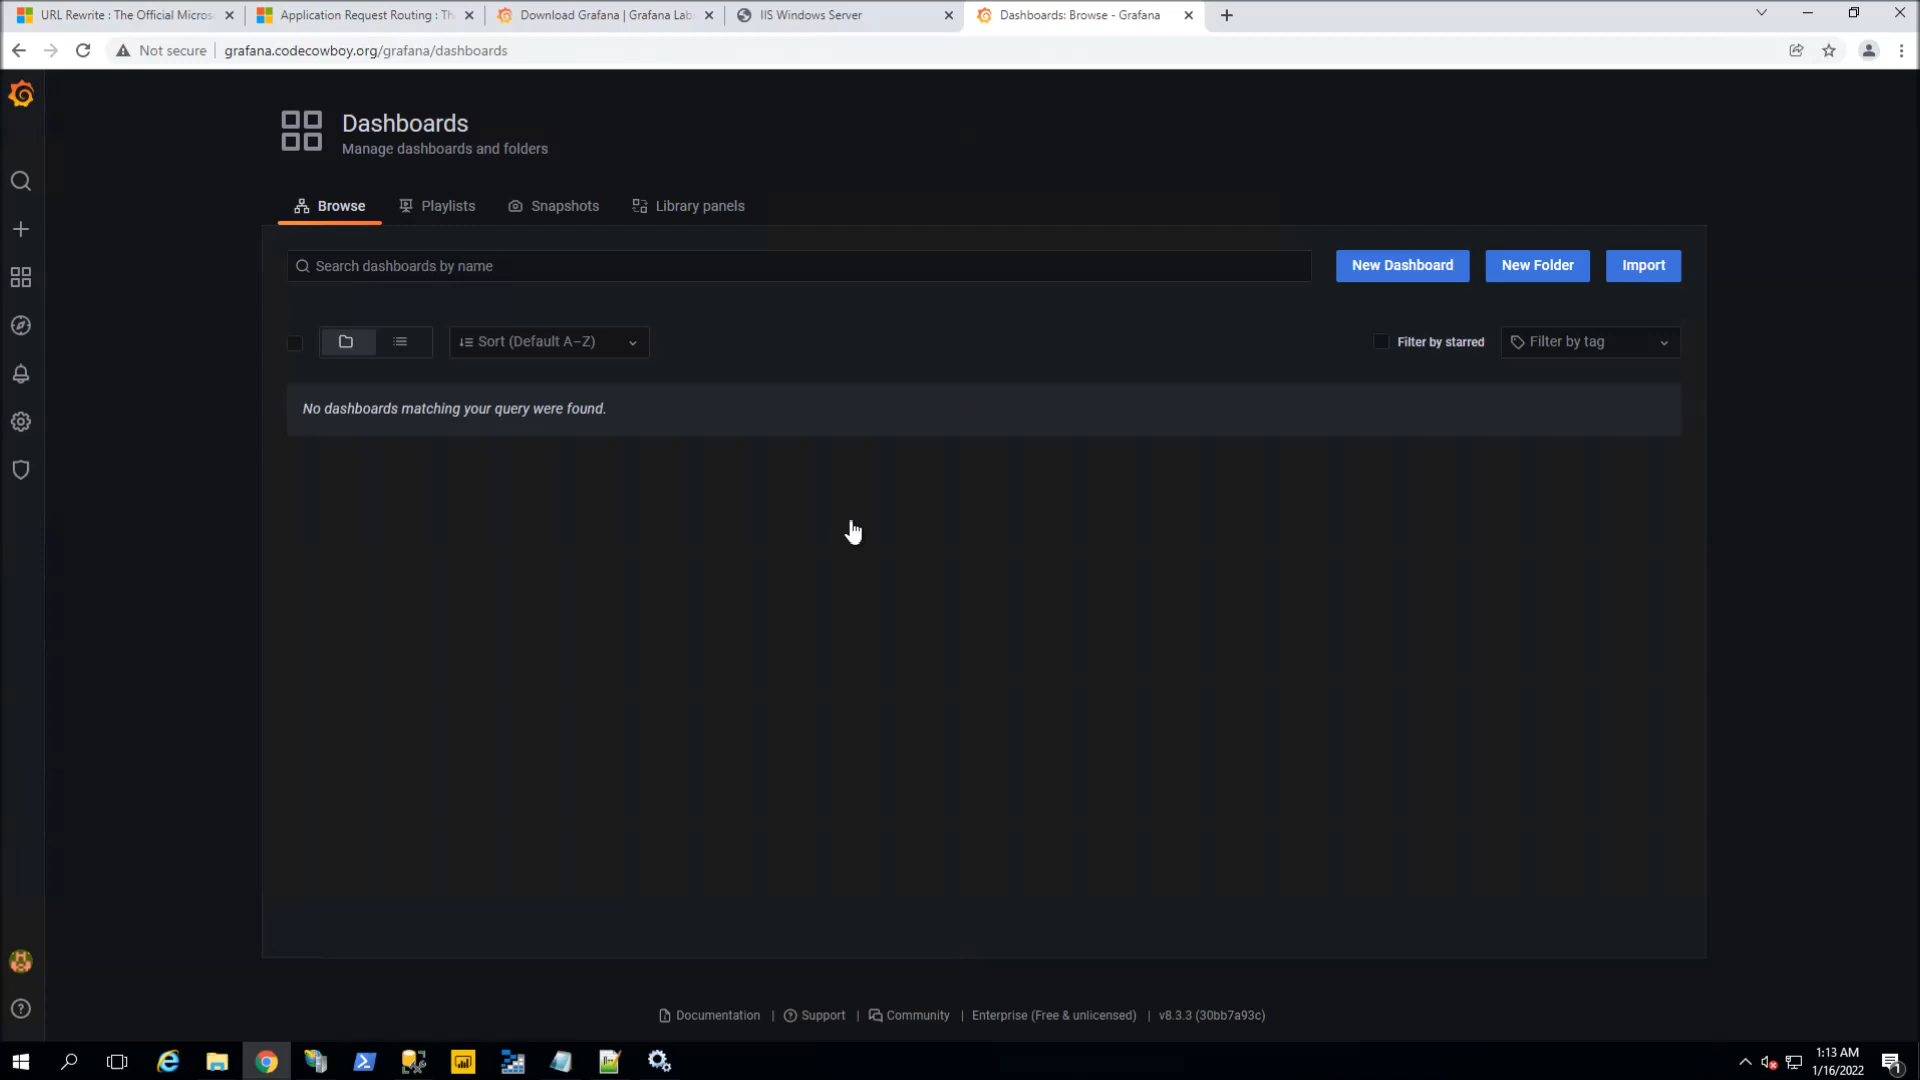 URL Rewrite : The Official Micros
Application Request Routing : Th
Download Grafana | Grafana Lab
IIS Windows Server
Dashboards: Browse - Grafana
Not secure
grafana.codecowboy.org/grafana/dashboards
Dashboards
Manage dashboards and folders
Browse
Playlists
Snapshots
Library panels
Search dashboards by name
New Dashboard
New Folder
Import
Sort (Default A–Z)
Filter by starred
Filter by tag
No dashboards matching your query were found.
Documentation | Support | Community | Enterprise (Free & unlicensed) | v8.3.3 (30bb7a93c)
1:13 AM
1/16/2022
1